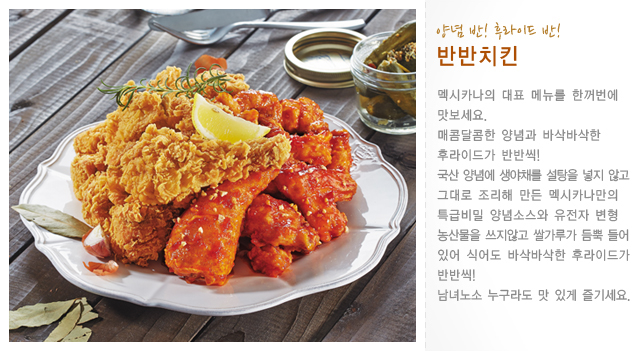 양념 반! 후라이드 반!
반반치킨
멕시카나의 대표 메뉴를 한꺼번에
맛보세요.
매콤달콤한 양념과 바삭바삭한
후라이드가 반반씩!
국산 양념에 생야채를 설탕을 넣지 않고
그대로 조리해 만든 멕시카나만의
특급비밀 양념소스와 유전자 변형
농산물을 쓰지않고 쌀가루가 듬뿍 들어
있어 식어도 바삭바삭한 후라이드가
반반씩!
남녀노소 누구라도 맛 있게 즐기세요.